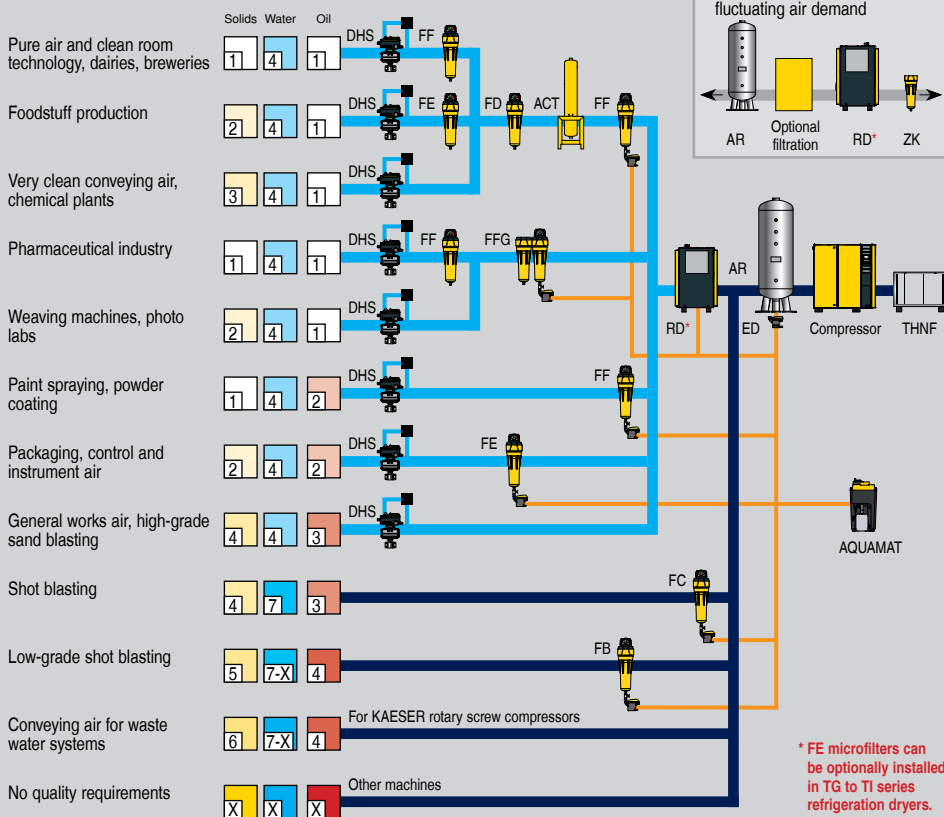 Solids Water Oil
fluctuating air demand
AR
Optional
filtration
RD*
ZK
Pure air and clean room
technology, dairies, breweries
1 4 1
DHS FF
Foodstuff production
2 4 1
DHS FE FD ACT FF
Very clean conveying air,
chemical plants
3 4 1
DHS
Pharmaceutical industry
1 4 1
DHS FF FFG
AR
RD* ED Compressor THNF
Weaving machines, photo
labs
2 4 1
DHS
Paint spraying, powder
coating
1 4 2
DHS FF
Packaging, control and
instrument air
2 4 2
DHS FE
General works air, high-grade
sand blasting
4 4 3
DHS
AQUAMAT
Shot blasting
4 7 3
FC
Low-grade shot blasting
5 7-X 4
FB
Conveying air for waste
water systems
6 7-X 4
For KAESER rotary screw compressors
No quality requirements
X X X
Other machines
* FE microfilters can
be optionally installed
in TG to TI series
refrigeration dryers.